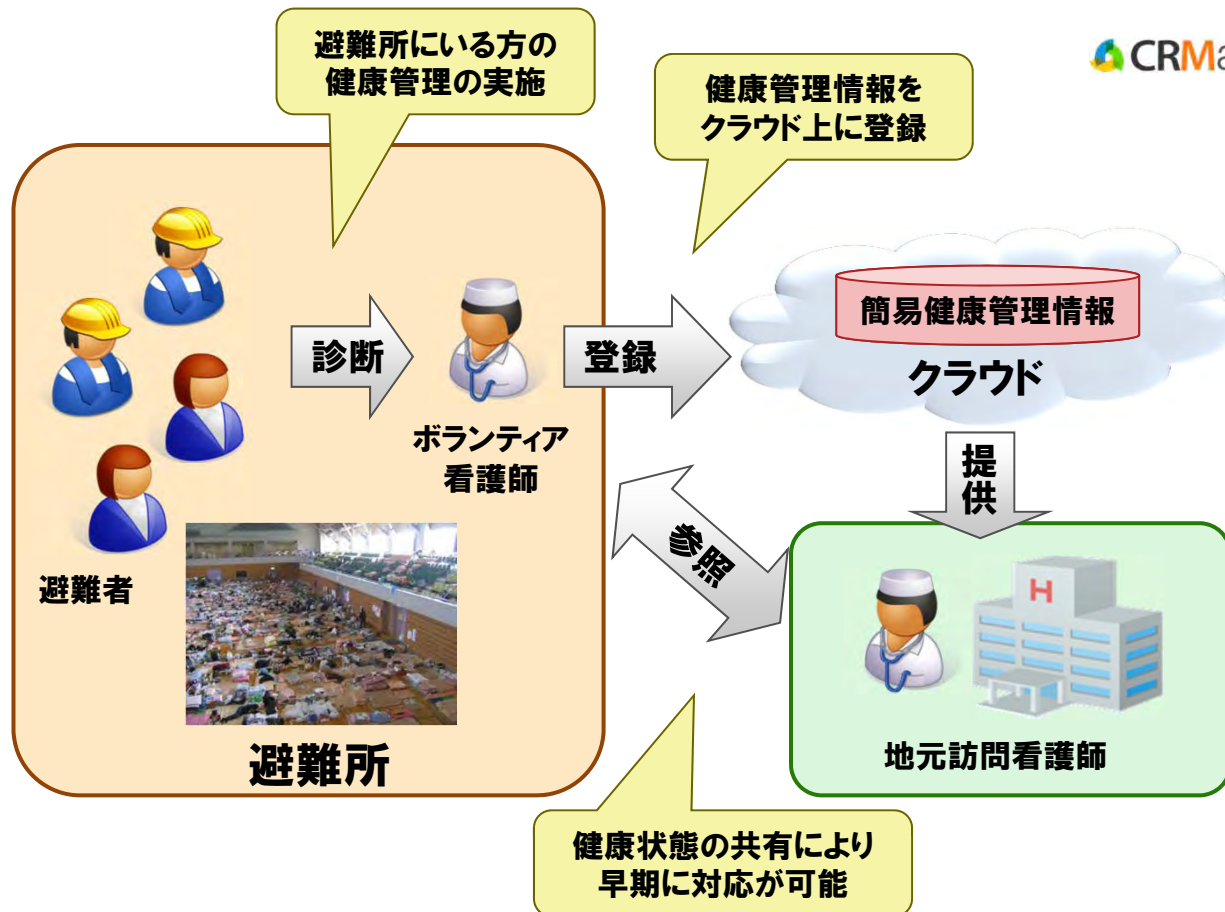 避難所にいる方の
健康管理の実施
CRMa
健康管理情報を
クラウド上に登録
簡易健康管理情報
クラウド
診断
登録
ボランティア
看護師
提供
参照
避難者
H
避難所
地元訪問看護師
健康状態の共有により
早期に対応が可能